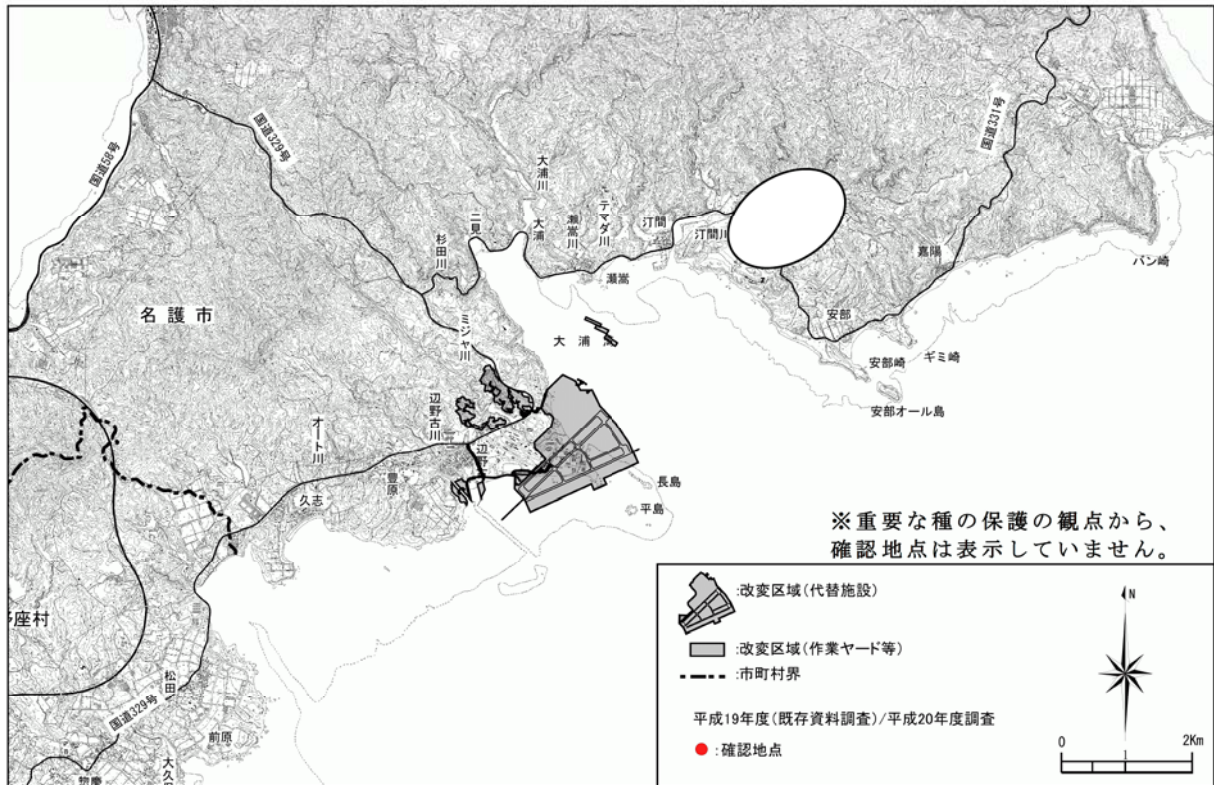 国道58号
国道329号
国道331号
大浦川
大浦
瀬嵩川
テマダ川
汀間
汀間川
二見
杉田川
瀬嵩
嘉陽
バン崎
名護市
ミジャ川
大浦
安部
安部崎
ギミ崎
安部オール島
辺野古川
辺野
オート川
豊原
久志
長島
平島
松田
国道329号
前原
※重要な種の保護の観点から、
確認地点は表示していません。
:改変区域(代替施設)
:改変区域(作業ヤード等)
:市町村界
平成19年度(既存資料調査)/平成20年度調査
:確認地点
N
0
1
2Km
座村
惣慶
大久